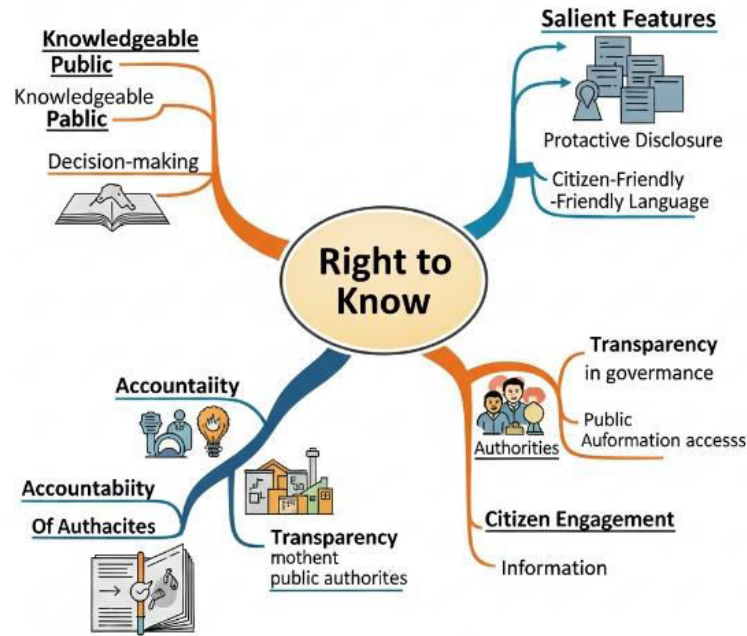 Knowledgeable
Public
Knowledgeable
Pablic
Decision-making
Salient Features
Protactive Disclosure
Citizen-Friendly
-Friendly Language
Right to
Know
Accountaiity
Accountabiity
Of Authacites
Transparency
mothent
public authorites
Transparency
in governance
Authorities
Public
Auformation accesss
Citizen Engagement
Information